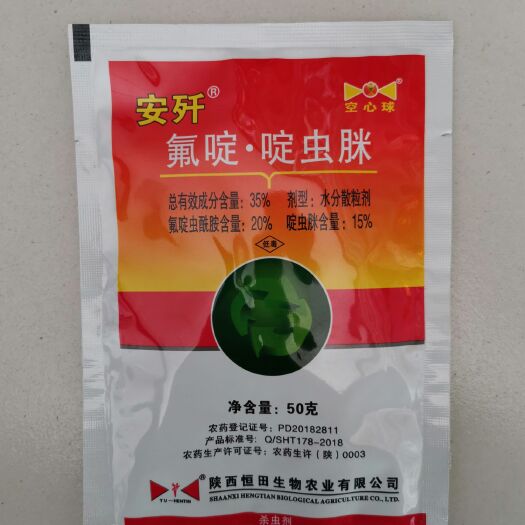 安歼®
空心球®
氟啶·啶虫脒
总有效成分含量：35% 剂型：水分散粒剂
氟啶虫酰胺含量：20% 啶虫脒含量：15%
低毒
净含量：50克
农药登记证号：PD20182811
产品标准号：Q/SHT178-2018
农药生产许可证号：农药生许（陕）0003
陕西恒田生物农业有限公司
SHAANXI HENGTIAN BIOLOGICAL AGRICULTURE CO., LTD.
杀虫剂